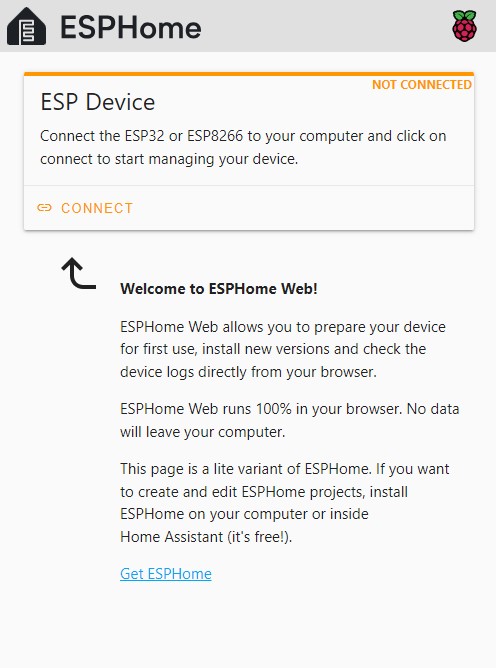 ESPHome
NOT CONNECTED
ESP Device
Connect the ESP32 or ESP8266 to your computer and click on
connect to start managing your device.
CONNECT
Welcome to ESPHome Web!
ESPHome Web allows you to prepare your device
for first use, install new versions and check the
device logs directly from your browser.
ESPHome Web runs 100% in your browser. No data
will leave your computer.
This page is a lite variant of ESPHome. If you want
to create and edit ESPHome projects, install
ESPHome on your computer or inside
Home Assistant (it's free!).
Get ESPHome